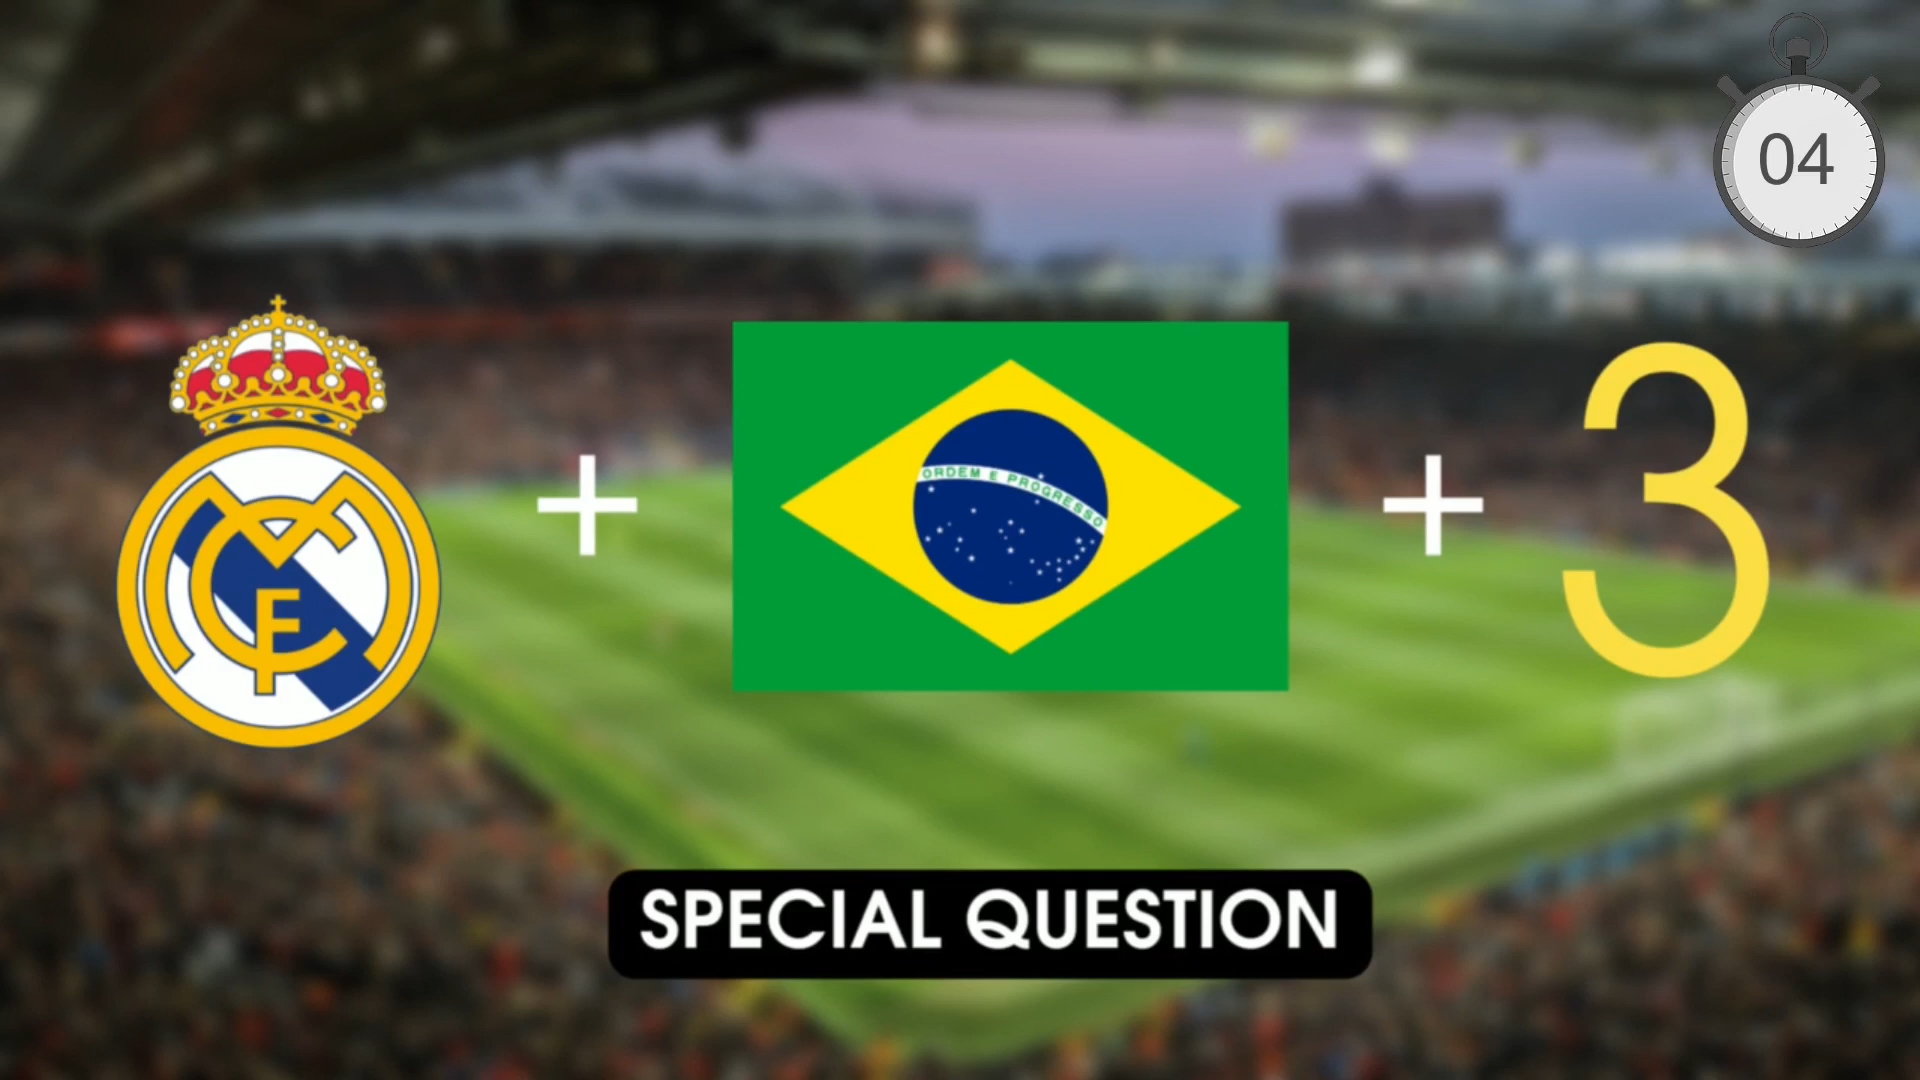 04
+
ORDEM E PROGRESSO
+
3
SPECIAL QUESTION